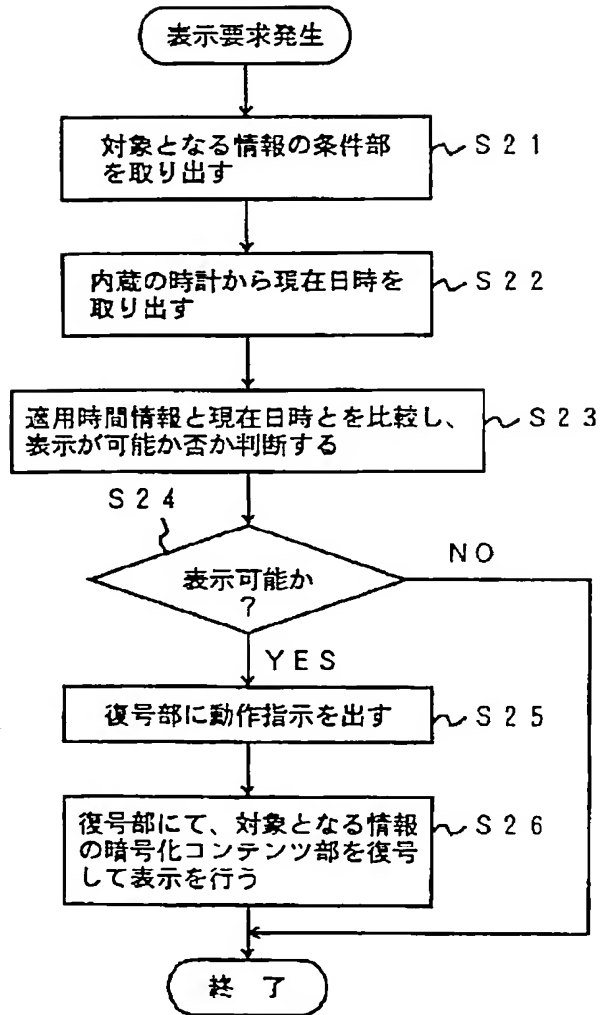 表示要求発生
対象となる情報の条件部
を取り出す
S21
内蔵の時計から現在日時を
取り出す
S22
適用時間情報と現在日時とを比較し、
表示が可能か否か判断する
S23
S24
表示可能か
?
NO
YES
復号部に動作指示を出す
S25
復号部にて、対象となる情報
の暗号化コンテンツ部を復号
して表示を行う
S26
終 了